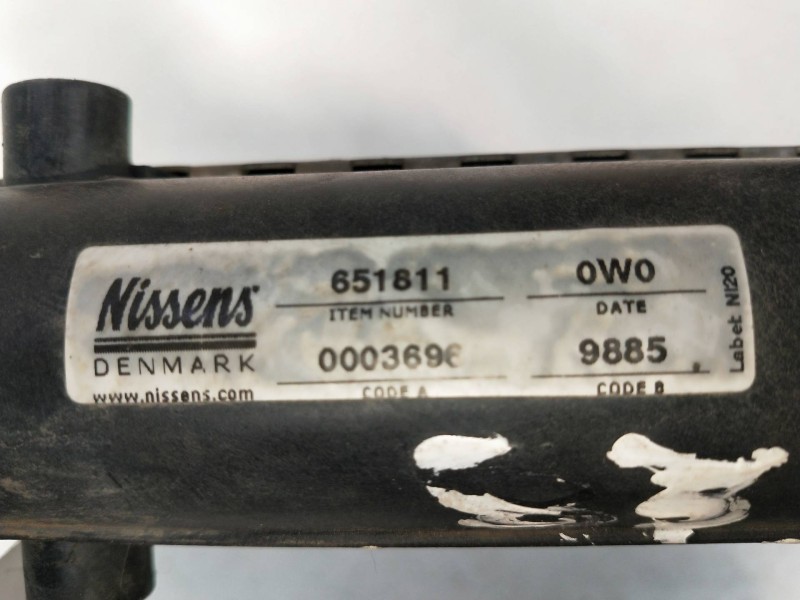 Nissens
DENMARK
www.nissens.com
651811
ITEM NUMBER
0003696
CODE A
0W0
DATE
9885
CODE B
Label: NI20